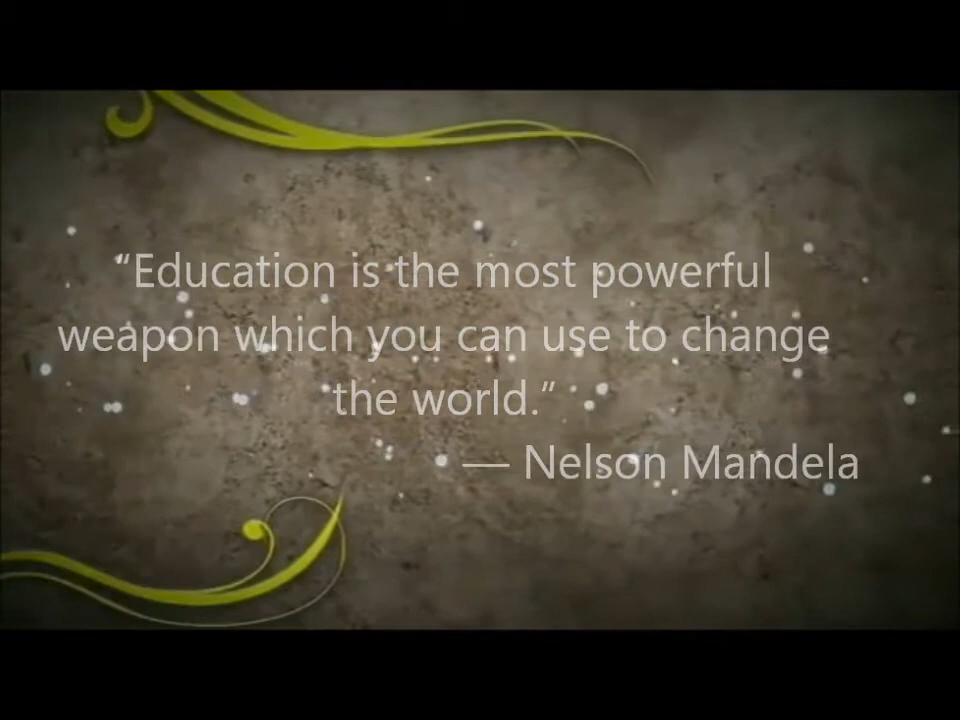 “Education is the most powerful
weapon which you can use to change
the world.”
— Nelson Mandela